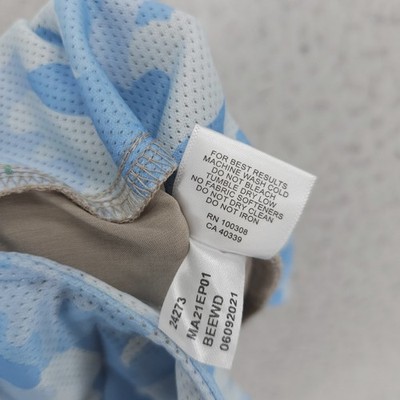 FOR BEST RESULTS
MACHINE WASH COLD
DO NOT BLEACH
TUMBLE DRY LOW
NO FABRIC SOFTENERS
DO NOT DRY CLEAN
DO NOT IRON
RN 100308
CA 40339
24273
MA21EP01
BEEWD
06092021